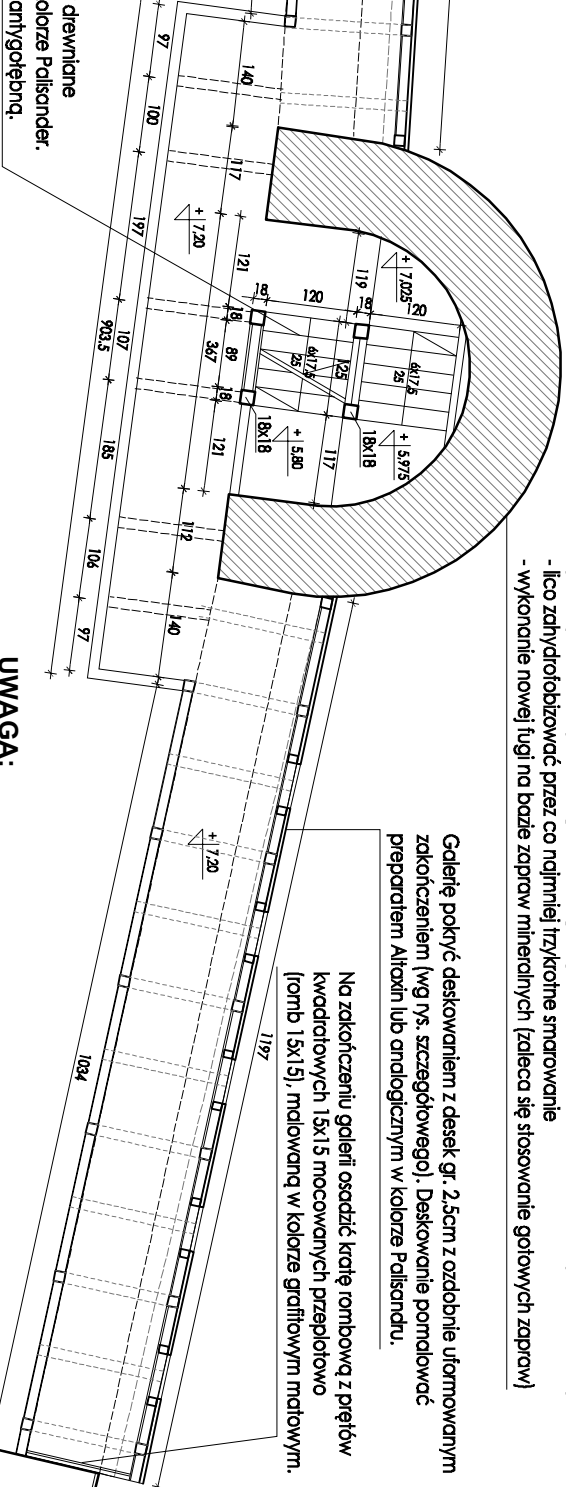 - lico zahydrofobizować przez co najmniej trzykrotne smarowanie
- wykonanie nowej fugi na bazie zapraw mineralnych (zaleca się stosowanie gotowych zapraw)
Galerię pokryć deskowaniem z desek gr. 2,5cm z ozdobnie uformowanym
zakończeniem (wg rys. szczegółowego). Deskowanie pomalować
preparatem Altaxin lub analogicznym w kolorze Palisandru.
Na zakończeniu galerii osadzić kratę rombową z prętów
kwadratowych 15x15 mocowanych przeplotowo
(romb 15x15), malowaną w kolorze grafitowym matowym.
drewniane
olorze Palisander.
antygołębną.
UWAGA:
+ 7,025
+ 5,975
+ 5,80
+ 7,20
+ 7,20
120
18
120
18
119
6x17,5
25
6x17,5
25
125
18x18
18x18
117
140
117
121
18
89
18
367
121
112
140
97
100
197
107
185
106
97
903.5
1197
1034